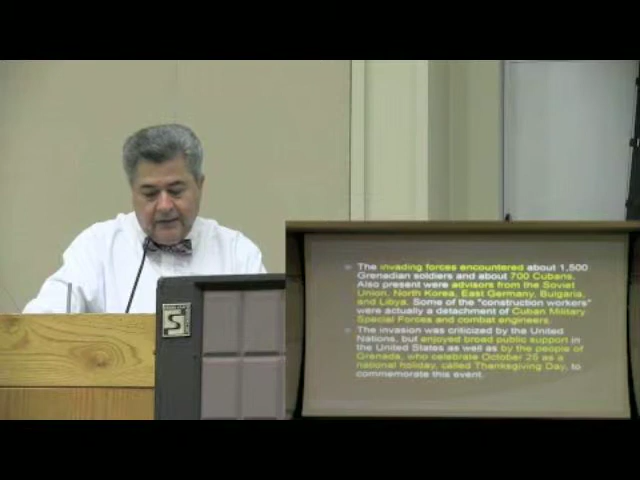 The invading forces encountered about 1,500
Grenadian soldiers and about 700 Cubans.
Also present were advisors from the Soviet
Union, North Korea, East Germany, Bulgaria,
and Libya. Some of the "construction workers"
were actually a detachment of Cuban Military
Special Forces and combat engineers.
The invasion was criticized by the United
Nations, but enjoyed broad public support in
the United States as well as by the people of
Grenada, who celebrate October 25 as a
national holiday, called Thanksgiving Day, to
commemorate this event.
S